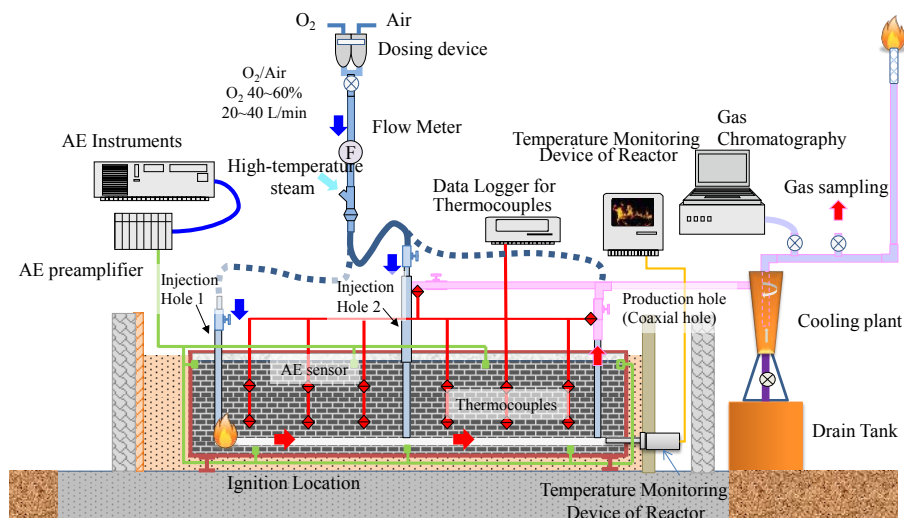 O2
Air
Dosing device
O2/Air
O2 40~60%
20~40 L/min
Flow Meter
F
High-temperature
steam
AE Instruments
AE preamplifier
Data Logger for
Thermocouples
Temperature Monitoring
Device of Reactor
Gas
Chromatography
Gas sampling
Injection
Hole 1
Injection
Hole 2
Production hole
(Coaxial hole)
Cooling plant
AE sensor
Thermocouples
Drain Tank
Ignition Location
Temperature Monitoring
Device of Reactor